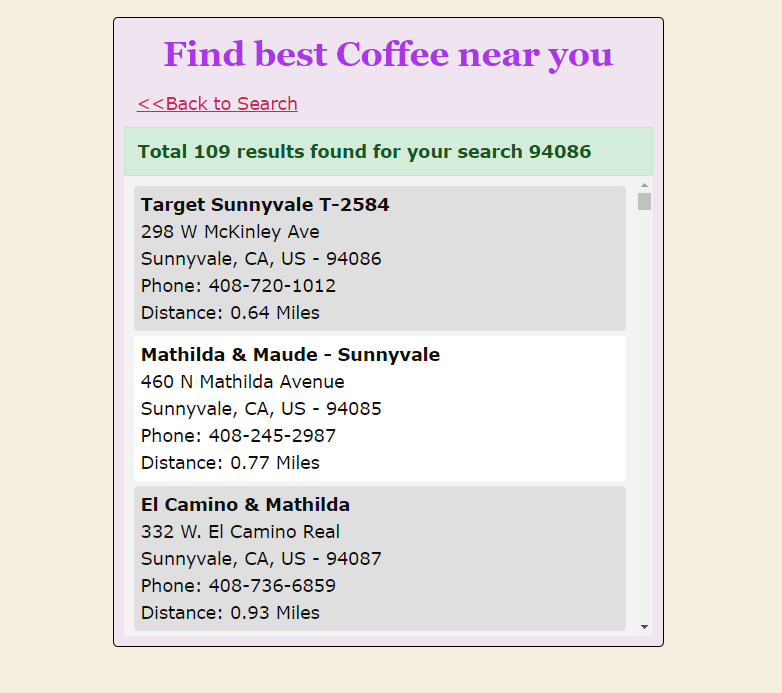 Find best Coffee near you
<<Back to Search
Total 109 results found for your search 94086
Target Sunnyvale T-2584
298 W McKinley Ave
Sunnyvale, CA, US - 94086
Phone: 408-720-1012
Distance: 0.64 Miles
Mathilda & Maude - Sunnyvale
460 N Mathilda Avenue
Sunnyvale, CA, US - 94085
Phone: 408-245-2987
Distance: 0.77 Miles
El Camino & Mathilda
332 W. El Camino Real
Sunnyvale, CA, US - 94087
Phone: 408-736-6859
Distance: 0.93 Miles